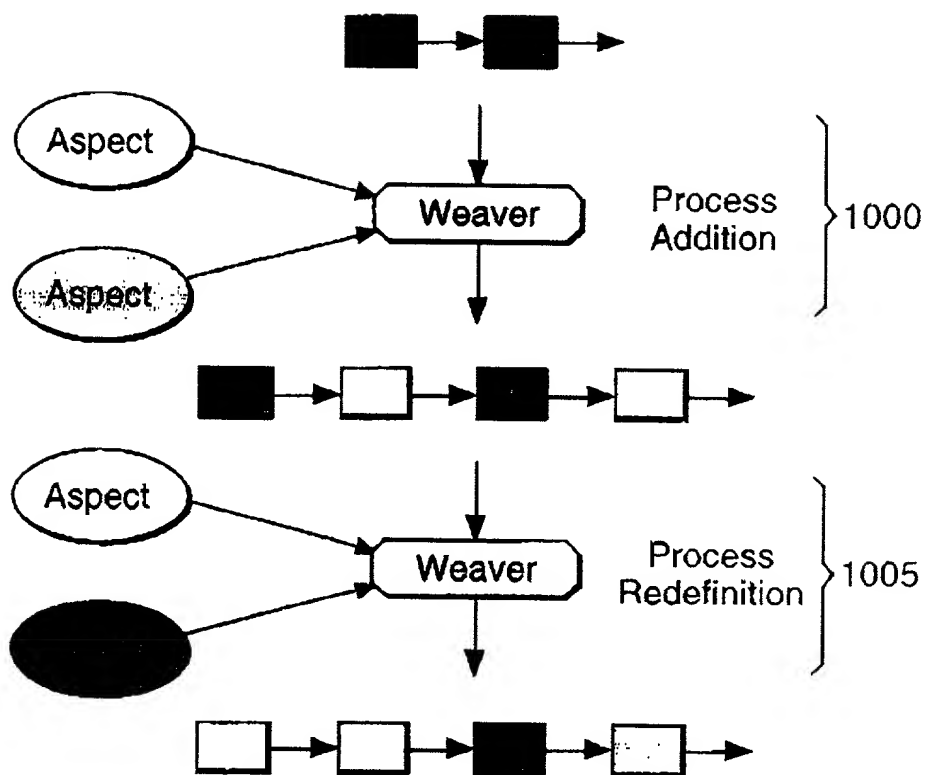 Aspect
Weaver
Process
Addition
1000
Aspect
Aspect
Weaver
Process
Redefinition
1005